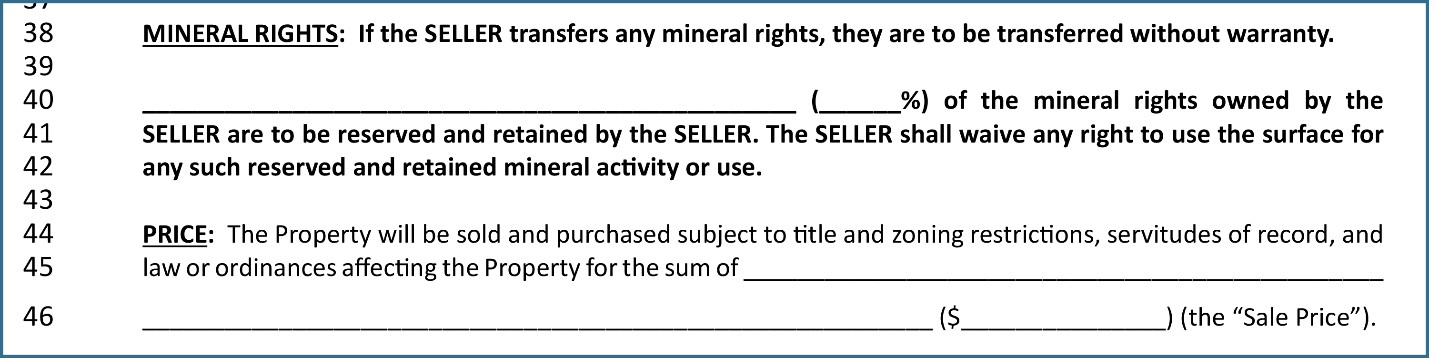 38 MINERAL RIGHTS: If the SELLER transfers any mineral rights, they are to be transferred without warranty.
39
40 ________________________________________________ (______%) of the mineral rights owned by the
41 SELLER are to be reserved and retained by the SELLER. The SELLER shall waive any right to use the surface for
42 any such reserved and retained mineral activity or use.
43
44 PRICE: The Property will be sold and purchased subject to title and zoning restrictions, servitudes of record, and
45 law or ordinances affecting the Property for the sum of _______________________________________________
46 __________________________________________________________ ($_______________) (the “Sale Price”).